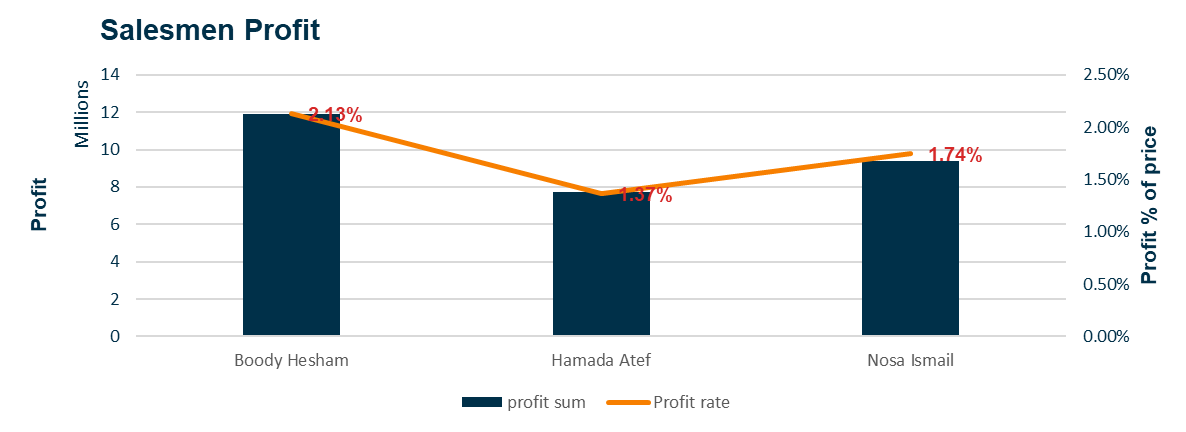 Salesmen Profit
Millions
Profit
14
12
10
8
6
4
2
0
2.13%
1.37%
1.74%
2.50%
2.00%
1.50%
1.00%
0.50%
0.00%
Profit % of price
Boody Hesham
Hamada Atef
Nosa Ismail
profit sum
Profit rate